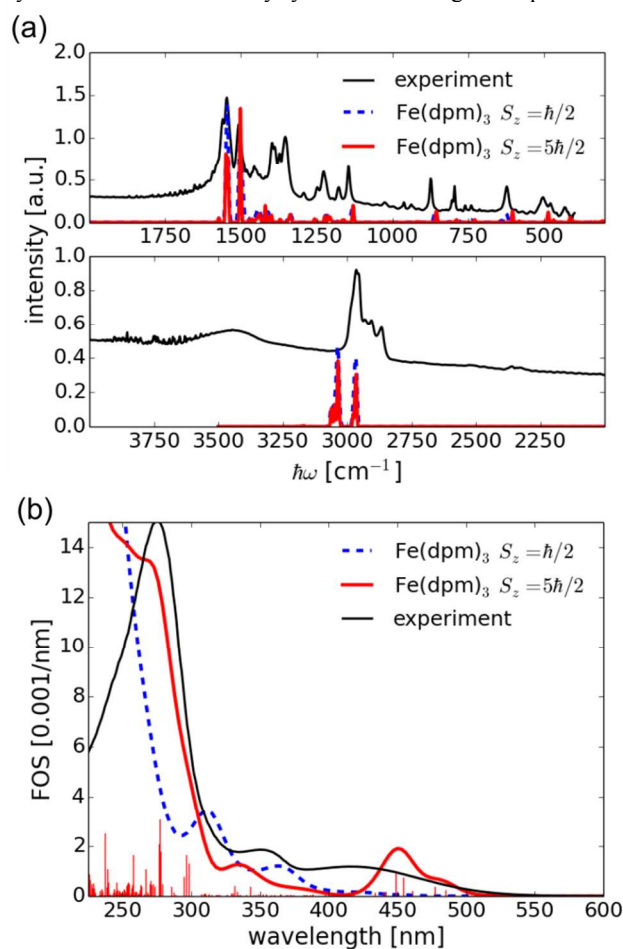 (a)
2.0
1.5
1.0
0.5
0.0
experiment
Fe(dpm)₃ S_z = ħ/2
Fe(dpm)₃ S_z = 5ħ/2
1750 1500 1250 1000 750 500
intensity [a.u.]
1.0
0.8
0.6
0.4
0.2
0.0
3750 3500 3250 3000 2750 2500 2250
ħω [cm⁻¹]
(b)
14
12
10
8
6
4
2
0
FOS [0.001/nm]
Fe(dpm)₃ S_z = ħ/2
Fe(dpm)₃ S_z = 5ħ/2
experiment
250 300 350 400 450 500 550 600
wavelength [nm]